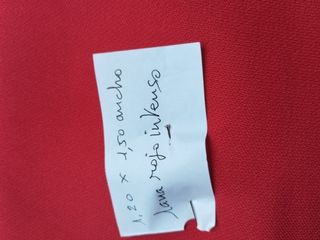 1,20 x 1,50 ancho
lana rojo intenso